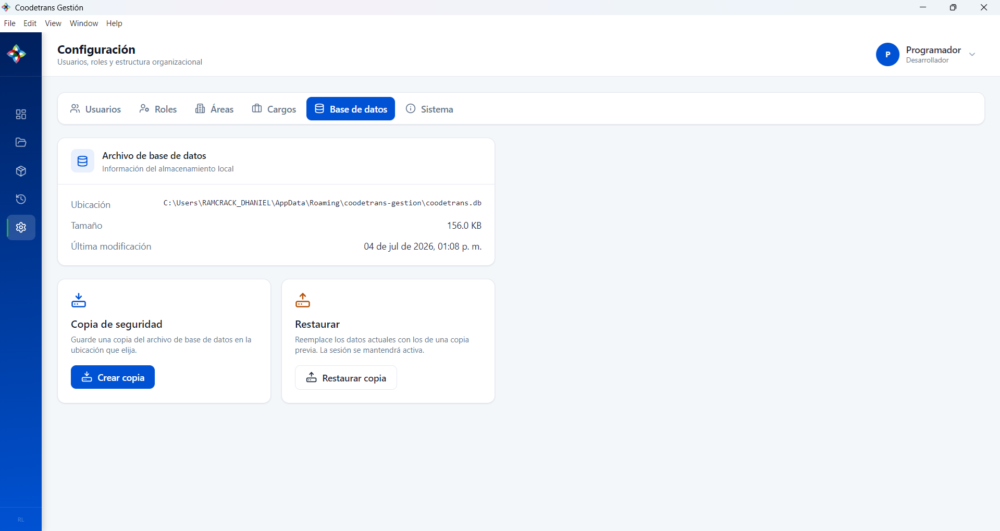 Coodetrans Gestión
File Edit View Window Help
Configuración
Usuarios, roles y estructura organizacional
P
Programador
Desarrollador
Usuarios Roles Áreas Cargos Base de datos Sistema
Archivo de base de datos
Información del almacenamiento local
Ubicación C:\Users\RAMCRACK_DHANIEL\AppData\Roaming\coodetrans-gestion\coodetrans.db
Tamaño 156.0 KB
Última modificación 04 de jul de 2026, 01:08 p. m.
Copia de seguridad
Guarde una copia del archivo de base de datos en la
ubicación que elija.
Crear copia
Restaurar
Reemplace los datos actuales con los de una copia
previa. La sesión se mantendrá activa.
Restaurar copia
RL